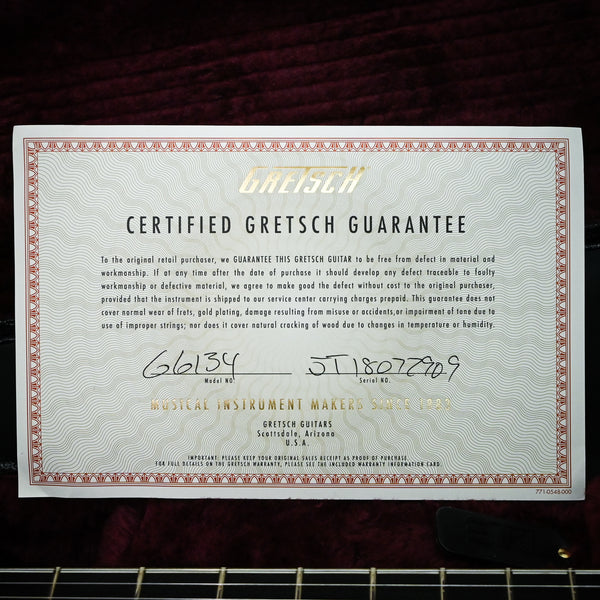 GRETSCH
CERTIFIED GRETSCH GUARANTEE
To the original retail purchaser, we GUARANTEE THIS GRETSCH GUITAR to be free from defect in material and
workmanship. If at any time after the date of purchase it should develop any defect traceable to faulty
workmanship or defective material, we agree to make good the defect without cost to the original purchaser,
provided that the instrument is shipped to our service center carrying charges prepaid. This guarantee does not
cover normal wear of frets, gold plating, damage resulting from misuse or accidents,or impairment of tone due to
use of improper strings; nor does it cover natural cracking of wood due to changes in temperature or humidity.
G6134 JT18072909
Model NO. Serial NO.
MUSICAL INSTRUMENT MAKERS SINCE 1883
GRETSCH GUITARS
Scottsdale, Arizona
U.S.A.
IMPORTANT: PLEASE KEEP YOUR ORIGINAL SALES RECEIPT AS PROOF OF PURCHASE.
FOR FULL DETAILS ON THE GRETSCH WARRANTY, PLEASE SEE THE INCLUDED WARRANTY INFORMATION CARD.
771-0548-000